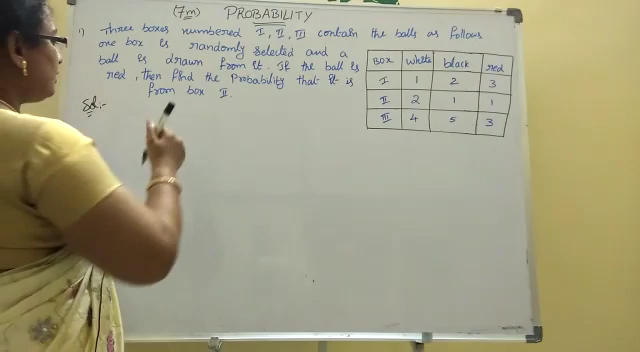 (7m) PROBABILITY
1) Three boxes numbered I, II, III contain the balls as follows
one box is randomly selected and a
ball is drawn from it. If the ball is
red, then find the Probability that it is
from box II.
Sol:-
Box white black red
I 1 2 3
II 2 1 1
III 4 5 3